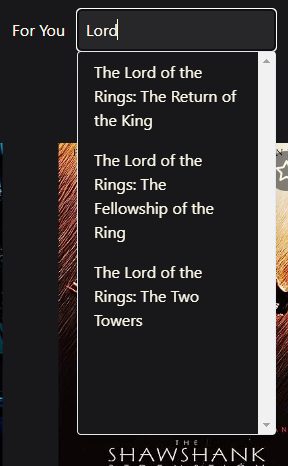 For You
Lord
The Lord of the
Rings: The Return of
the King
The Lord of the
Rings: The
Fellowship of the
Ring
The Lord of the
Rings: The Two
Towers
THE
SHAWSHANK